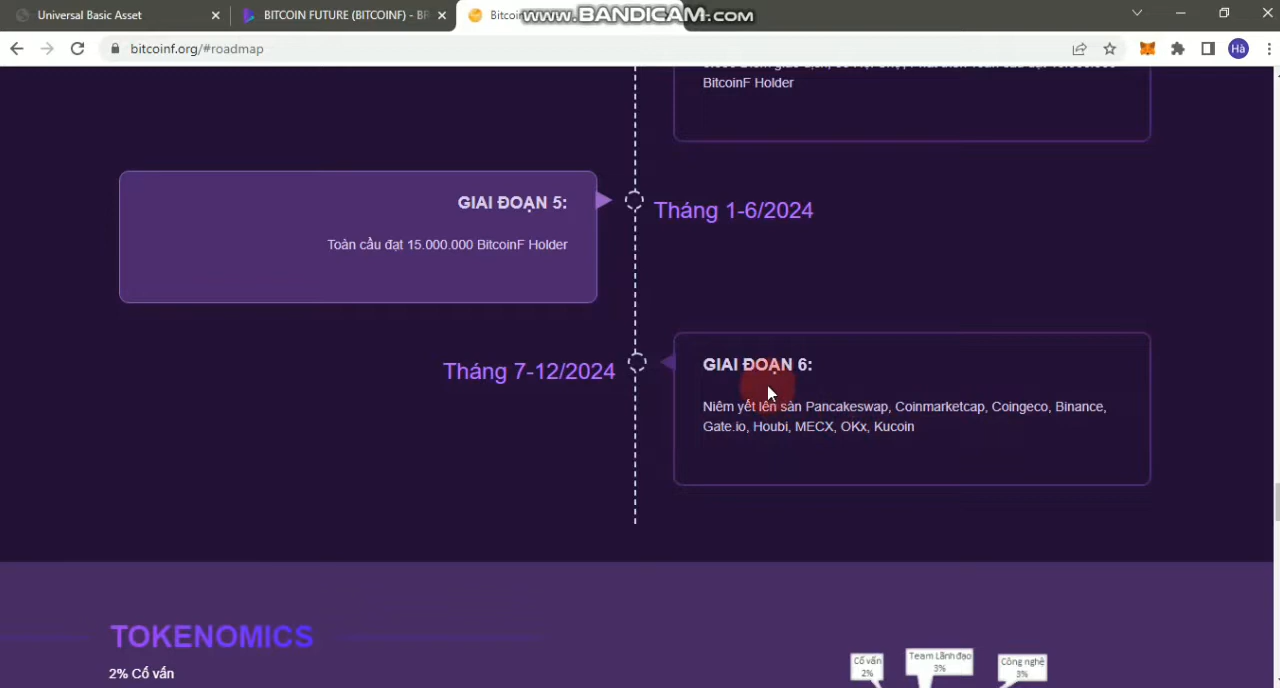 Universal Basic Asset
BITCOIN FUTURE (BITCOINF) - BR
Bitcoin
www.BANDICAM.com
bitcoinf.org/#roadmap
Hà
BitcoinF Holder
GIAI ĐOẠN 5:
Tháng 1-6/2024
Toàn cầu đạt 15.000.000 BitcoinF Holder
Tháng 7-12/2024
GIAI ĐOẠN 6:
Niêm yết lên sàn Pancakeswap, Coinmarketcap, Coingeco, Binance,
Gate.io, Houbi, MECX, OKx, Kucoin
TOKENOMICS
2% Cố vấn
Cố vấn
2%
Team Lãnh đạo
3%
Công nghệ
3%